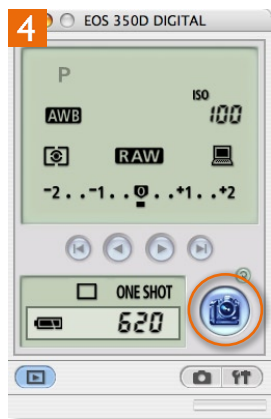 4
EOS 350D DIGITAL
P
ISO
AWB
100
RAW
-2..-1..0..+1..+2
ONE SHOT
620